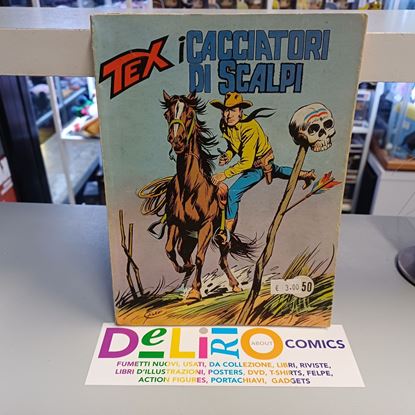 TEX
i CACCIATORI
DI SCALPI
€ 3.00 50
DeLiRiO ABOUT COMICS
FUMETTI NUOVI, USATI, DA COLLEZIONE, LIBRI, RIVISTE,
LIBRI D'ILLUSTRAZIONI, POSTERS, DVD, T-SHIRTS, FELPE,
ACTION FIGURES, PORTACHIAVI, GADGETS